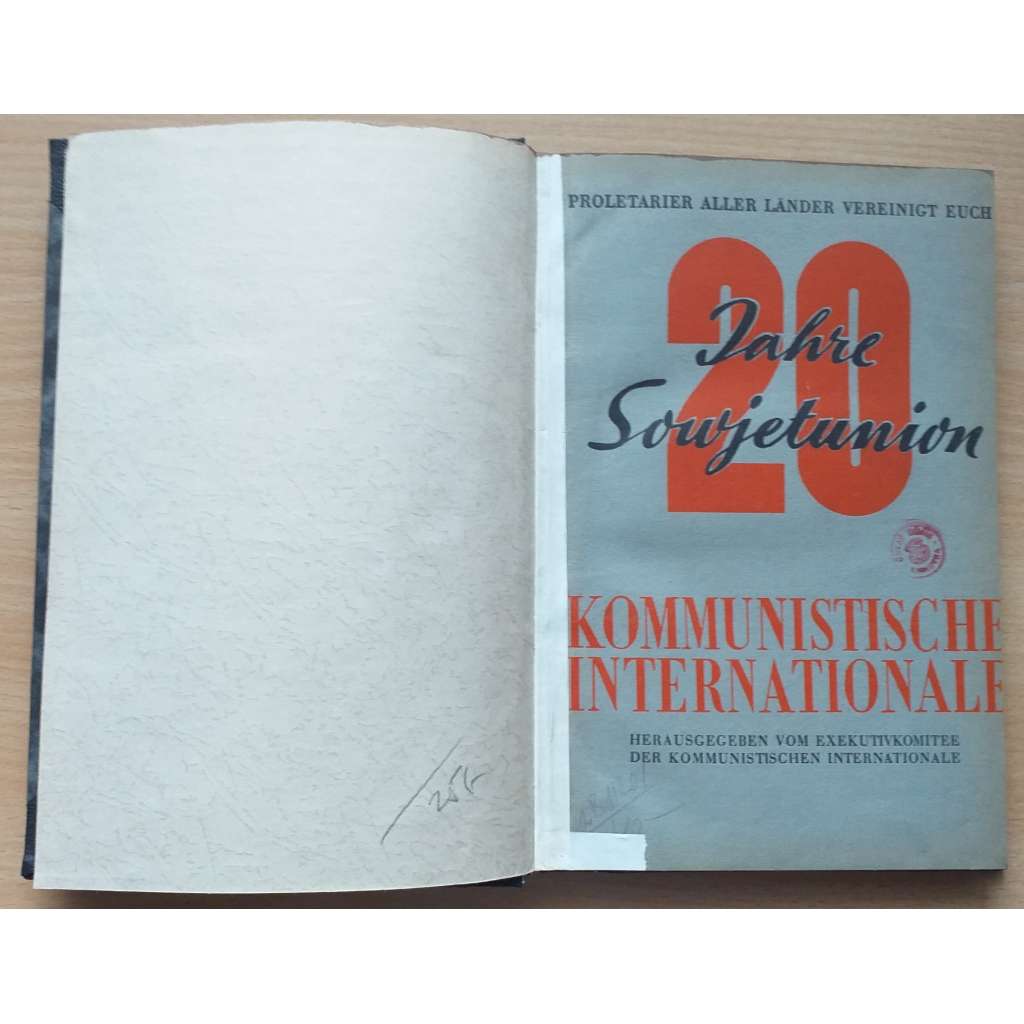 PROLETARIER ALLER LÄNDER VEREINIGT EUCH
20
Jahre
Sowjetunion
KOMMUNISTISCHE
INTERNATIONALE
HERAUSGEGEBEN VOM EXEKUTIVKOMITEE
DER KOMMUNISTISCHEN INTERNATIONALE